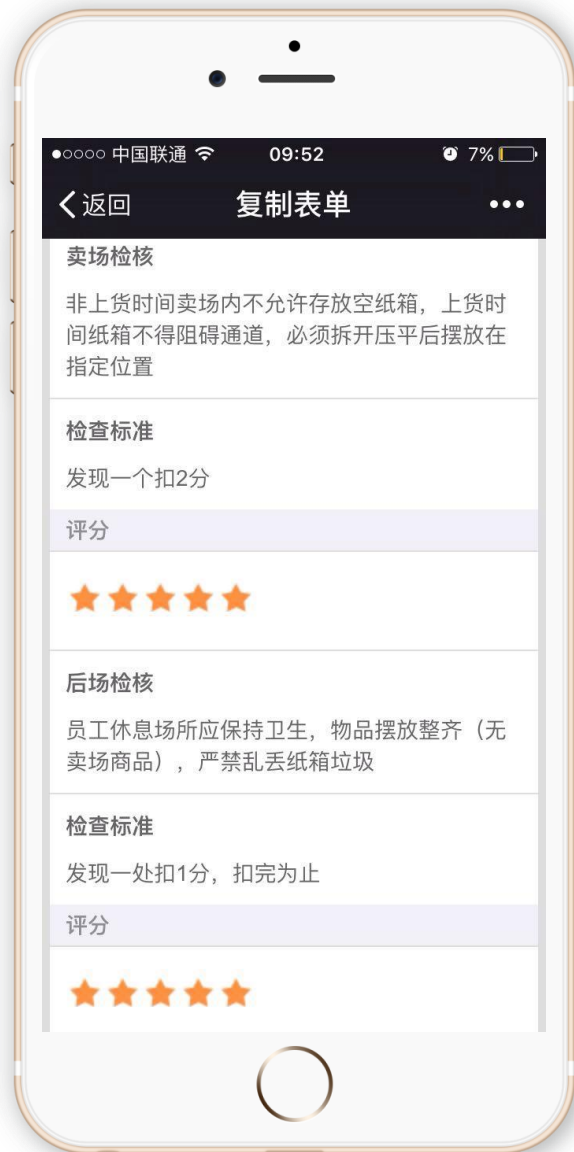 中国联通 09:52 7%
返回 复制表单
卖场检核
非上货时间卖场内不允许存放空纸箱，上货时
间纸箱不得阻碍通道，必须拆开压平后摆放在
指定位置
检查标准
发现一个扣2分
评分
后场检核
员工休息场所应保持卫生，物品摆放整齐（无
卖场商品），严禁乱丢纸箱垃圾
检查标准
发现一处扣1分，扣完为止
评分